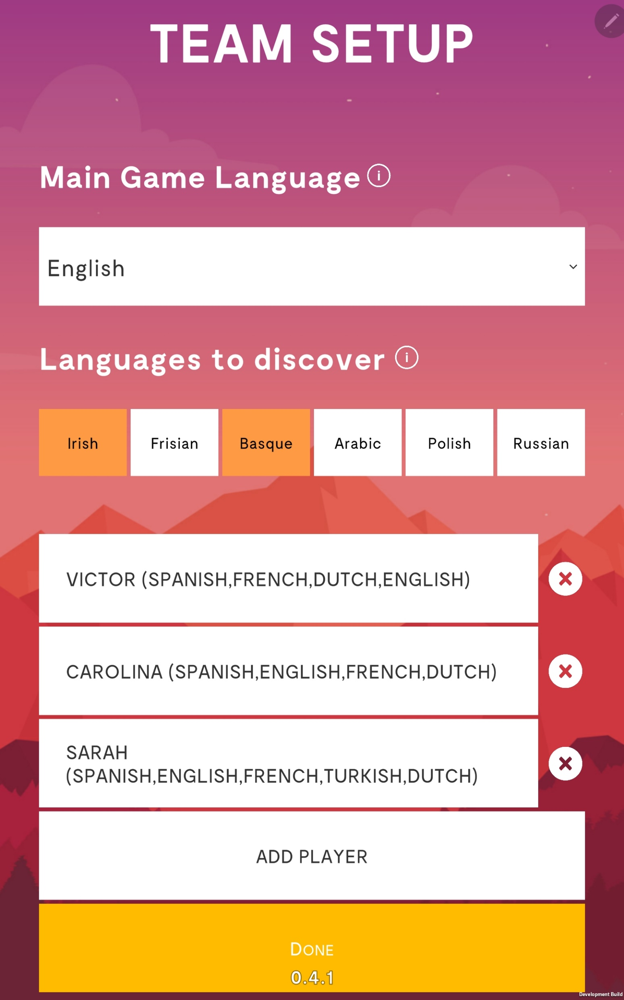 TEAM SETUP
Main Game Language i
English
Languages to discover i
Irish
Frisian
Basque
Arabic
Polish
Russian
VICTOR (SPANISH,FRENCH,DUTCH,ENGLISH)
CAROLINA (SPANISH,ENGLISH,FRENCH,DUTCH)
SARAH
(SPANISH,ENGLISH,FRENCH,TURKISH,DUTCH)
ADD PLAYER
DONE
0.4.1
Development Build